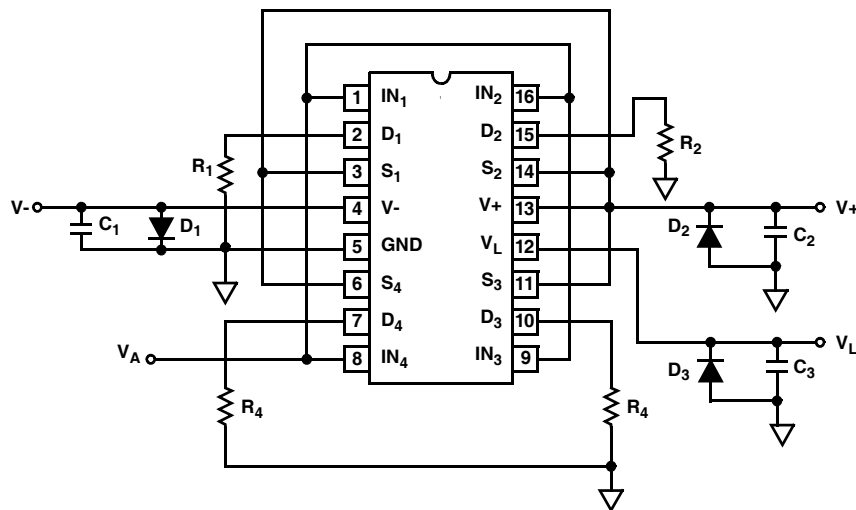 1 IN1 IN2 16
2 D1 D2 15
R1 R2
3 S1 S2 14
V- 4 V- V+ 13 V+
C1 D1 D2 C2
5 GND VL 12
6 S4 S3 11
7 D4 D3 10
VL
VA 8 IN4 IN3 9
D3 C3
R4 R4